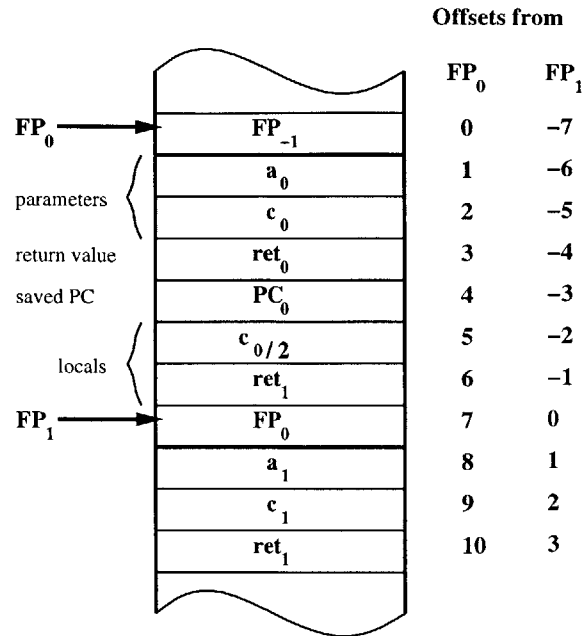 Offsets from
FP0 FP1
FP0 FP-1 0 -7
a0 1 -6
parameters
c0 2 -5
return value ret0 3 -4
saved PC PC0 4 -3
c0/2 5 -2
locals
ret1 6 -1
FP1 FP0 7 0
a1 8 1
c1 9 2
ret1 10 3